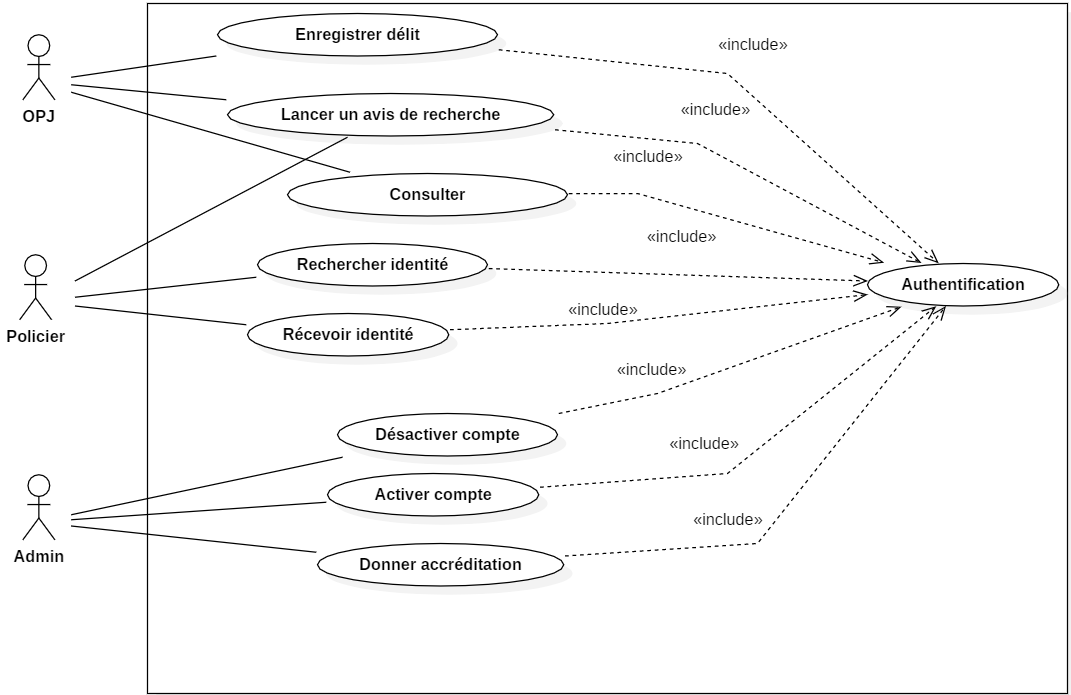 Enregistrer délit
«include»
OPJ
Lancer un avis de recherche
«include»
«include»
Consulter
«include»
Rechercher identité
Authentification
Policier
Récevoir identité
«include»
«include»
Désactiver compte
«include»
Activer compte
«include»
Admin
Donner accréditation